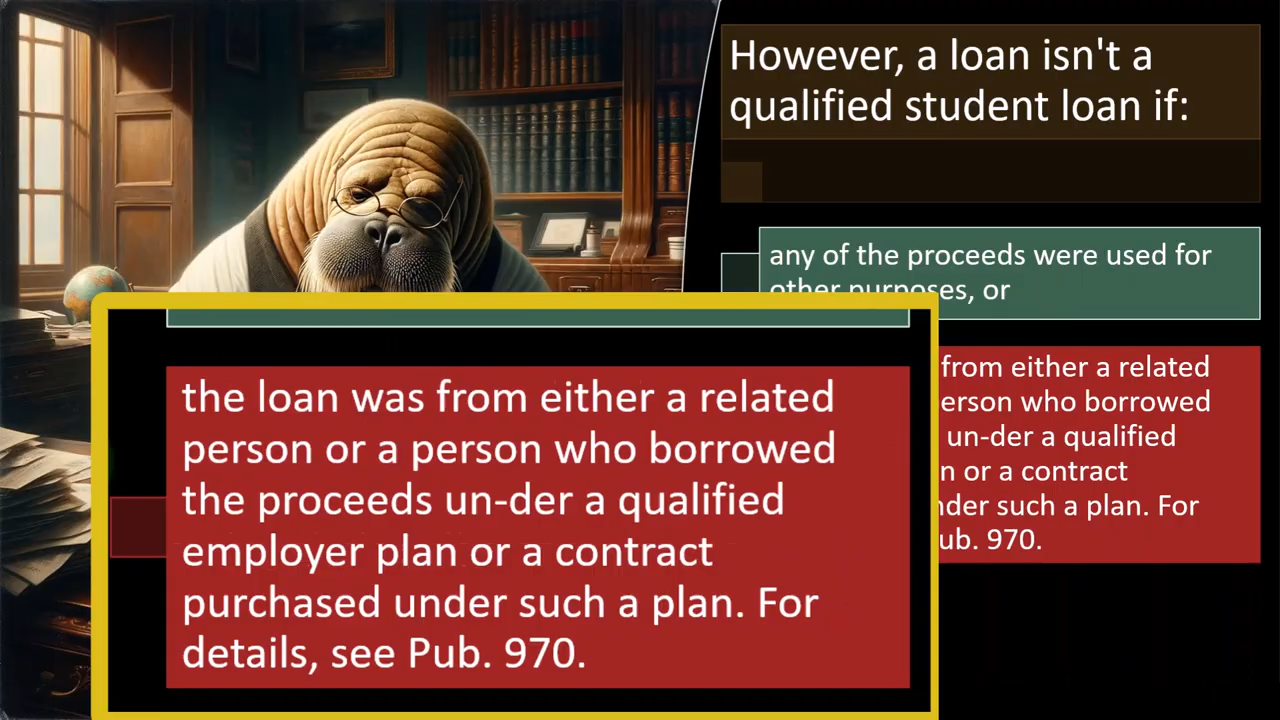 However, a loan isn't a
qualified student loan if:
any of the proceeds were used for
other purposes, or
from either a related
erson who borrowed
un-der a qualified
n or a contract
nder such a plan. For
ub. 970.
the loan was from either a related
person or a person who borrowed
the proceeds un-der a qualified
employer plan or a contract
purchased under such a plan. For
details, see Pub. 970.